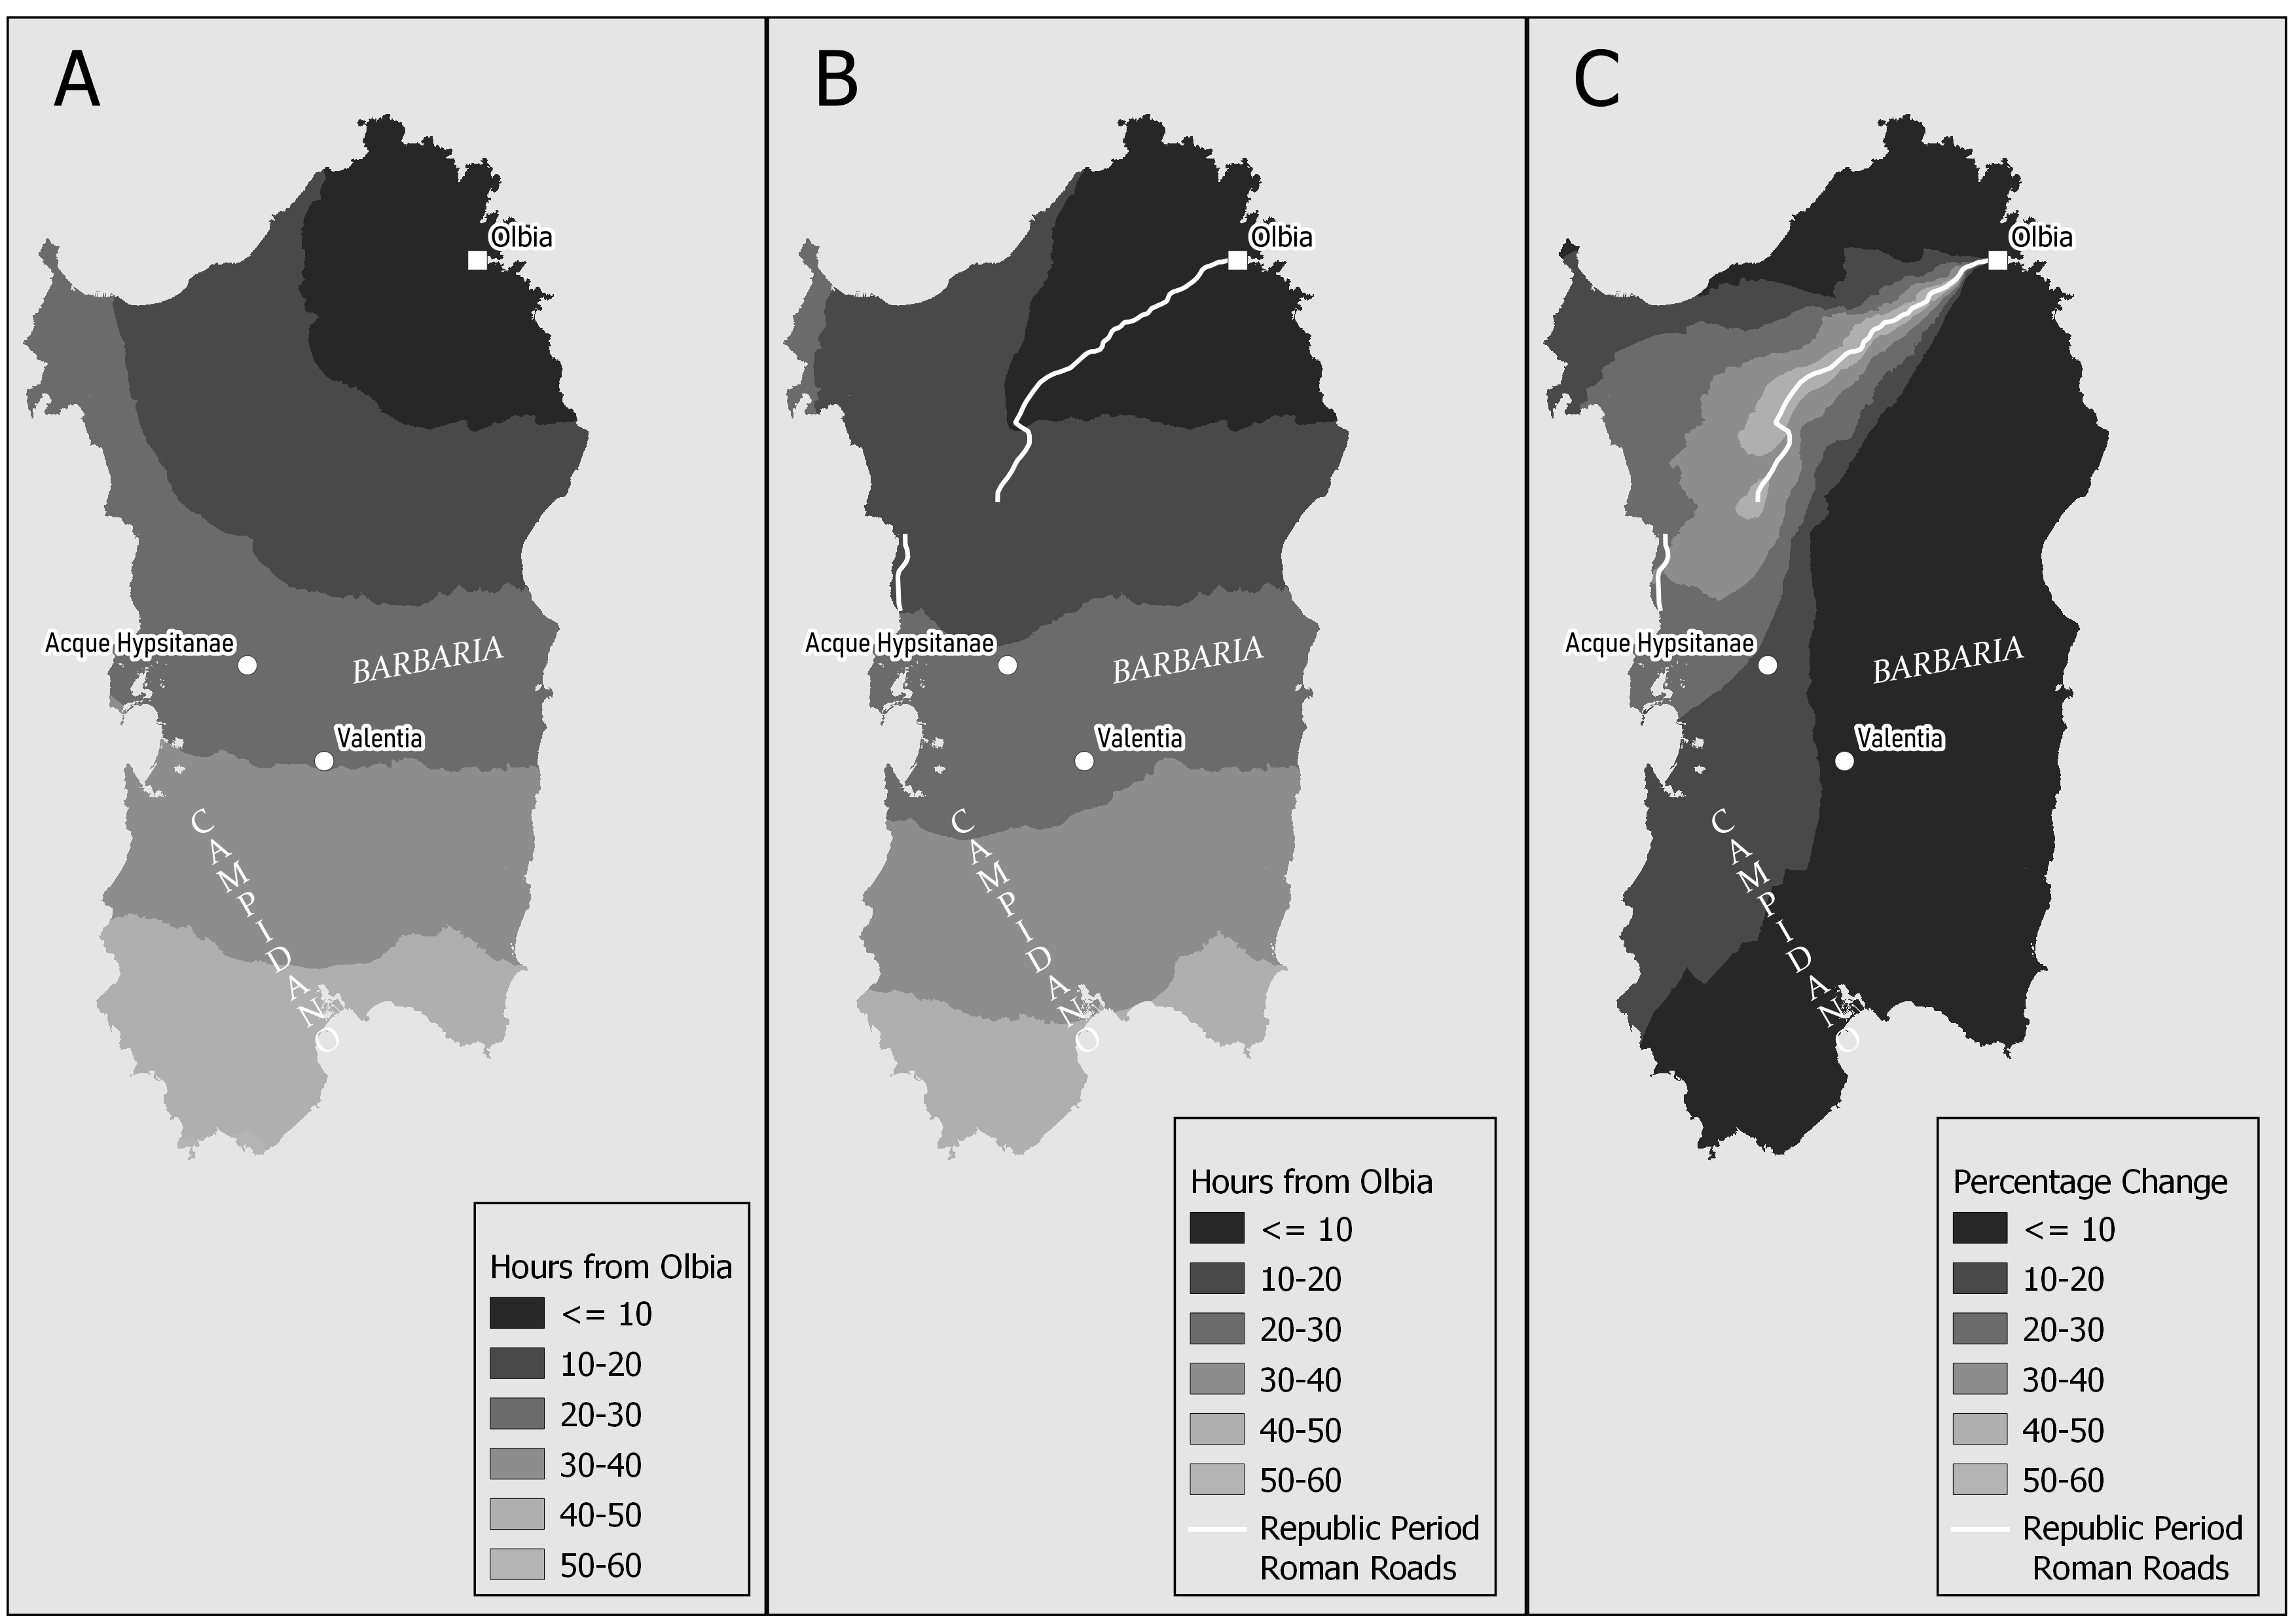 A
Olbia
Acque Hypsitanae
BARBARIA
Valentia
CAMPIDANO
Hours from Olbia
<= 10
10-20
20-30
30-40
40-50
50-60
B
Olbia
Acque Hypsitanae
BARBARIA
Valentia
CAMPIDANO
Hours from Olbia
<= 10
10-20
20-30
30-40
40-50
50-60
Republic Period
Roman Roads
C
Olbia
Acque Hypsitanae
BARBARIA
Valentia
CAMPIDANO
Percentage Change
<= 10
10-20
20-30
30-40
40-50
50-60
Republic Period
Roman Roads